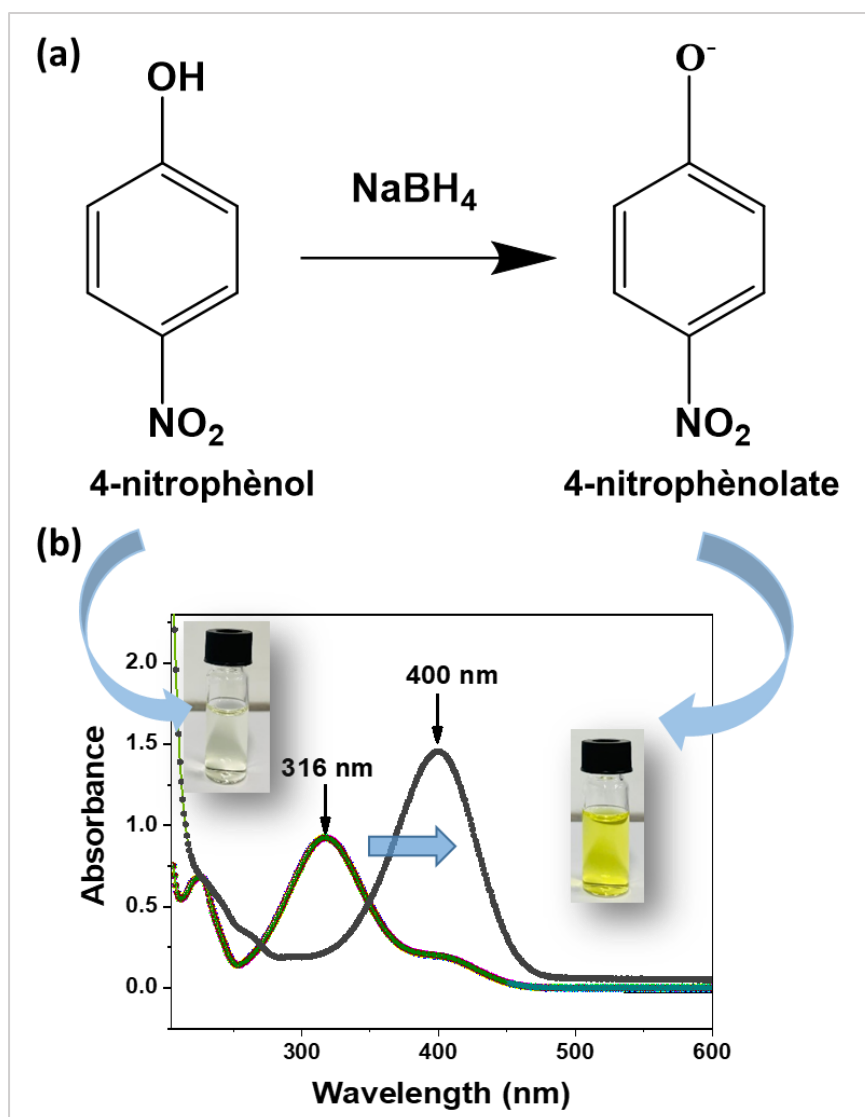 (a)
OH
O⁻
NaBH₄
NO₂
NO₂
4-nitrophènol
4-nitrophènolate
(b)
2.0
1.5
1.0
0.5
0.0
Absorbance
400 nm
316 nm
300
400
500
600
Wavelength (nm)